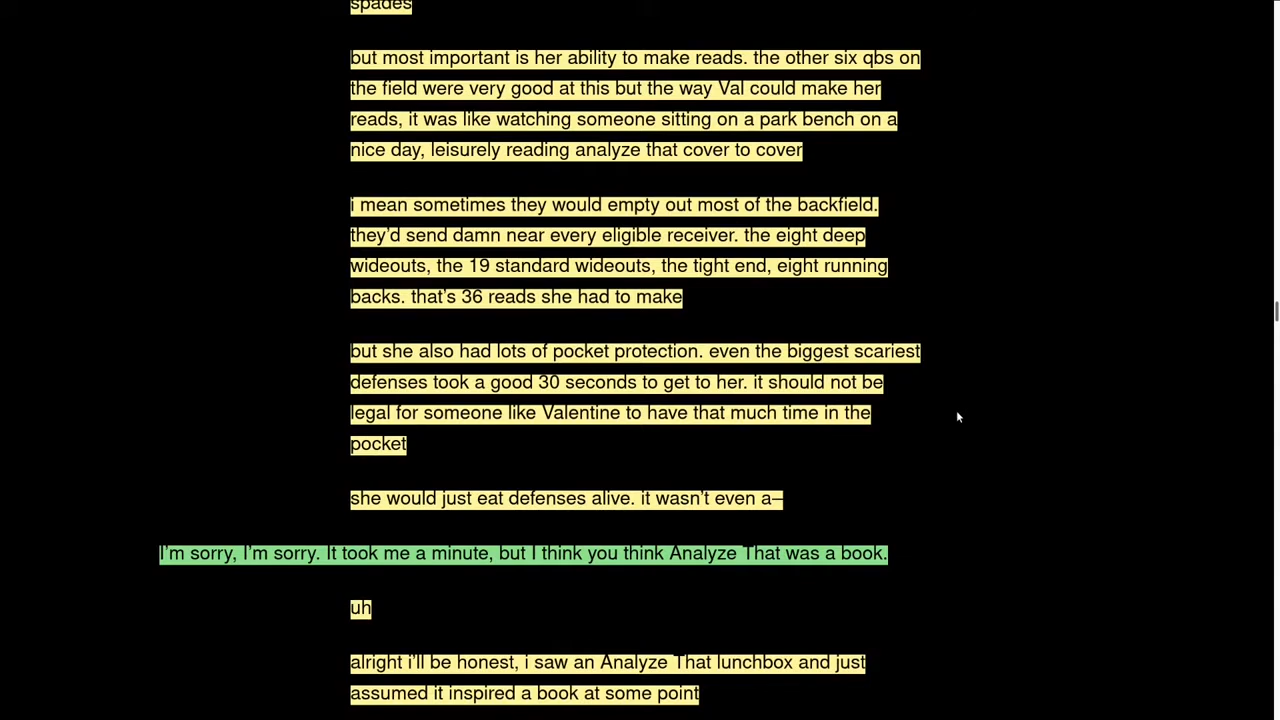 spades
but most important is her ability to make reads. the other six qbs on
the field were very good at this but the way Val could make her
reads, it was like watching someone sitting on a park bench on a
nice day, leisurely reading analyze that cover to cover
i mean sometimes they would empty out most of the backfield.
they’d send damn near every eligible receiver. the eight deep
wideouts, the 19 standard wideouts, the tight end, eight running
backs. that’s 36 reads she had to make
but she also had lots of pocket protection. even the biggest scariest
defenses took a good 30 seconds to get to her. it should not be
legal for someone like Valentine to have that much time in the
pocket
she would just eat defenses alive. it wasn’t even a–
I’m sorry, I’m sorry. It took me a minute, but I think you think Analyze That was a book.
uh
alright i’ll be honest, i saw an Analyze That lunchbox and just
assumed it inspired a book at some point